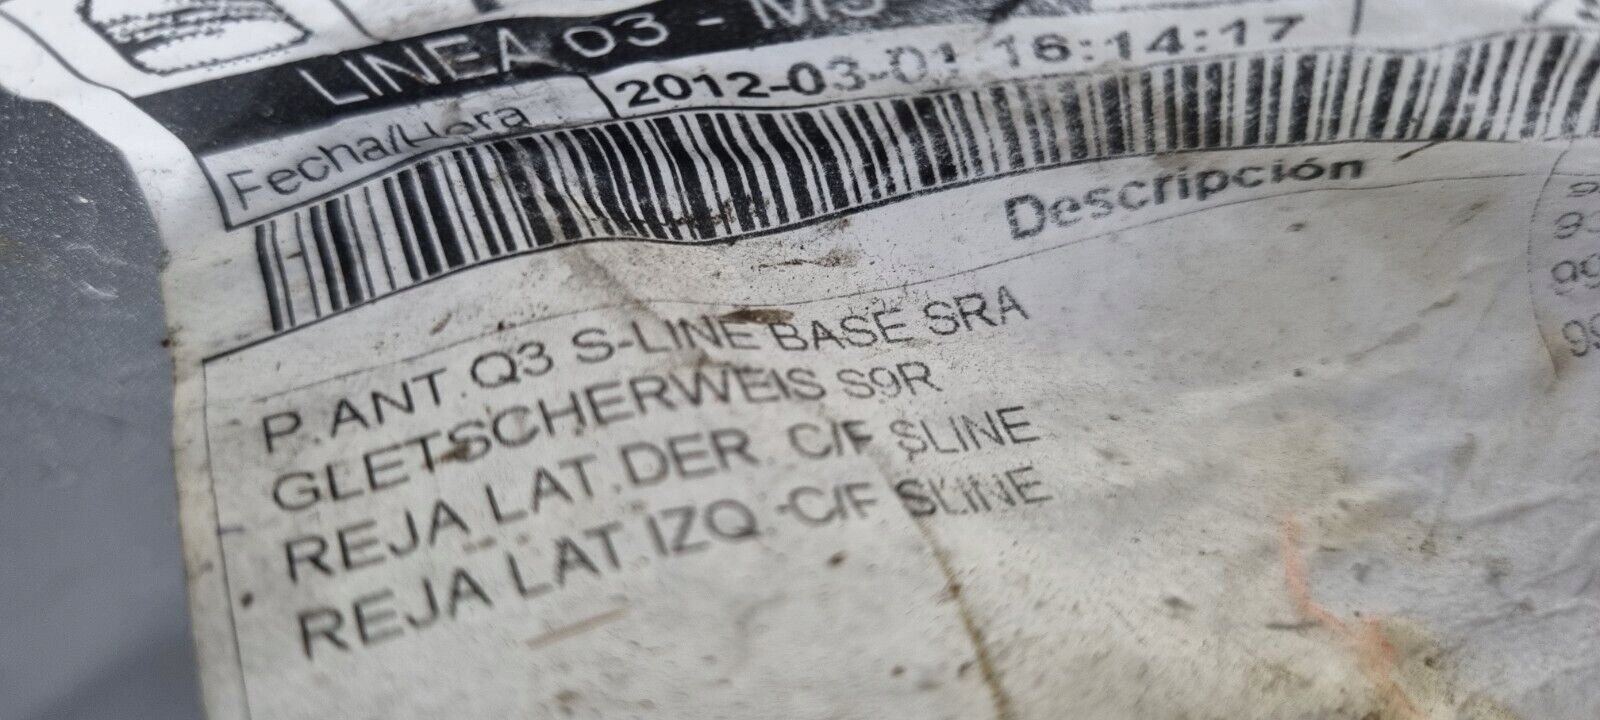 LINEA 03 -
Fecha/Hora 2012-03-01 16:14:17
Descripción
P.ANT.Q3 S-LINE BASE SRA
GLETSCHERWEIS S9R
REJA LAT.DER. C/F SLINE
REJA LAT.IZQ. C/F SLINE